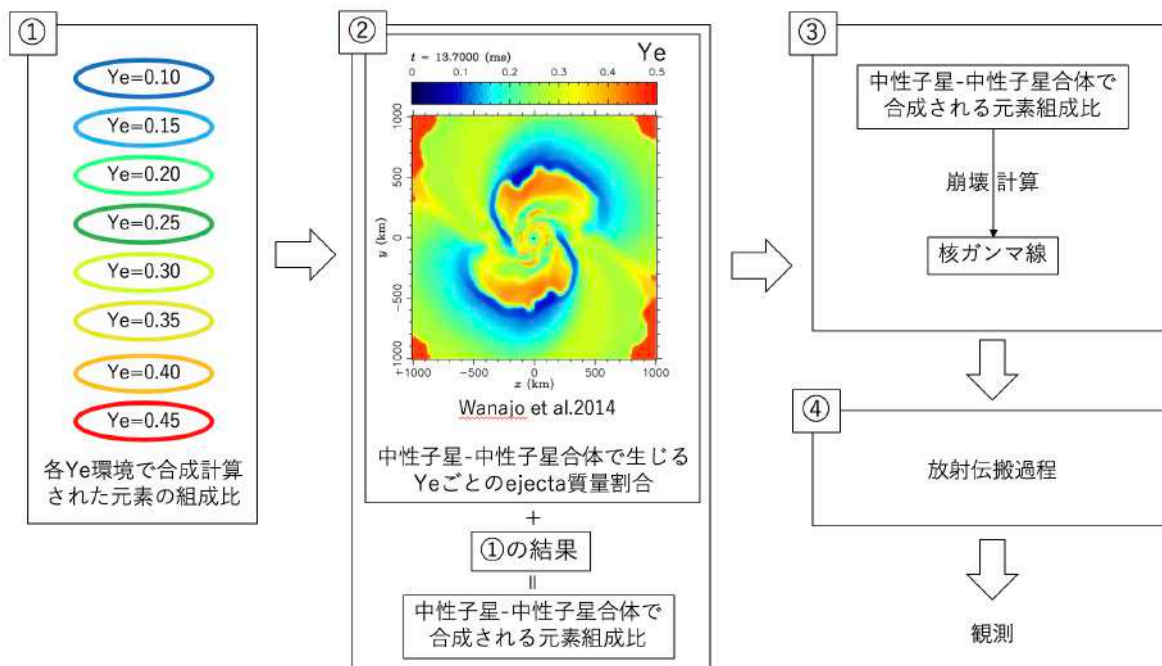 ①
Ye=0.10
Ye=0.15
Ye=0.20
Ye=0.25
Ye=0.30
Ye=0.35
Ye=0.40
Ye=0.45
各Ye環境で合成計算
された元素の組成比
②
t = 13.7000 (ms)
Ye
0 0.1 0.2 0.3 0.4 0.5
1000
500
0
−500
−1000
y (km)
−1000 −500 0 500 1000
x (km)
Wanajo et al.2014
中性子星-中性子星合体で生じる
Yeごとのejecta質量割合
+
①の結果
=
中性子星-中性子星合体で
合成される元素組成比
③
中性子星-中性子星合体で
合成される元素組成比
崩壊 計算
核ガンマ線
④
放射伝搬過程
観測